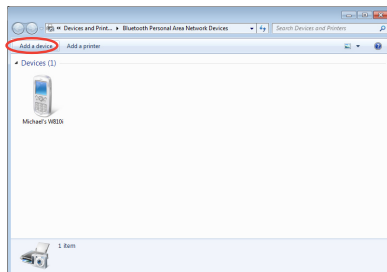 « Devices and Print... ▸ Bluetooth Personal Area Network Devices
Search Devices and Printers
Add a device
Add a printer
Devices (1)
Michael's W810i
1 item